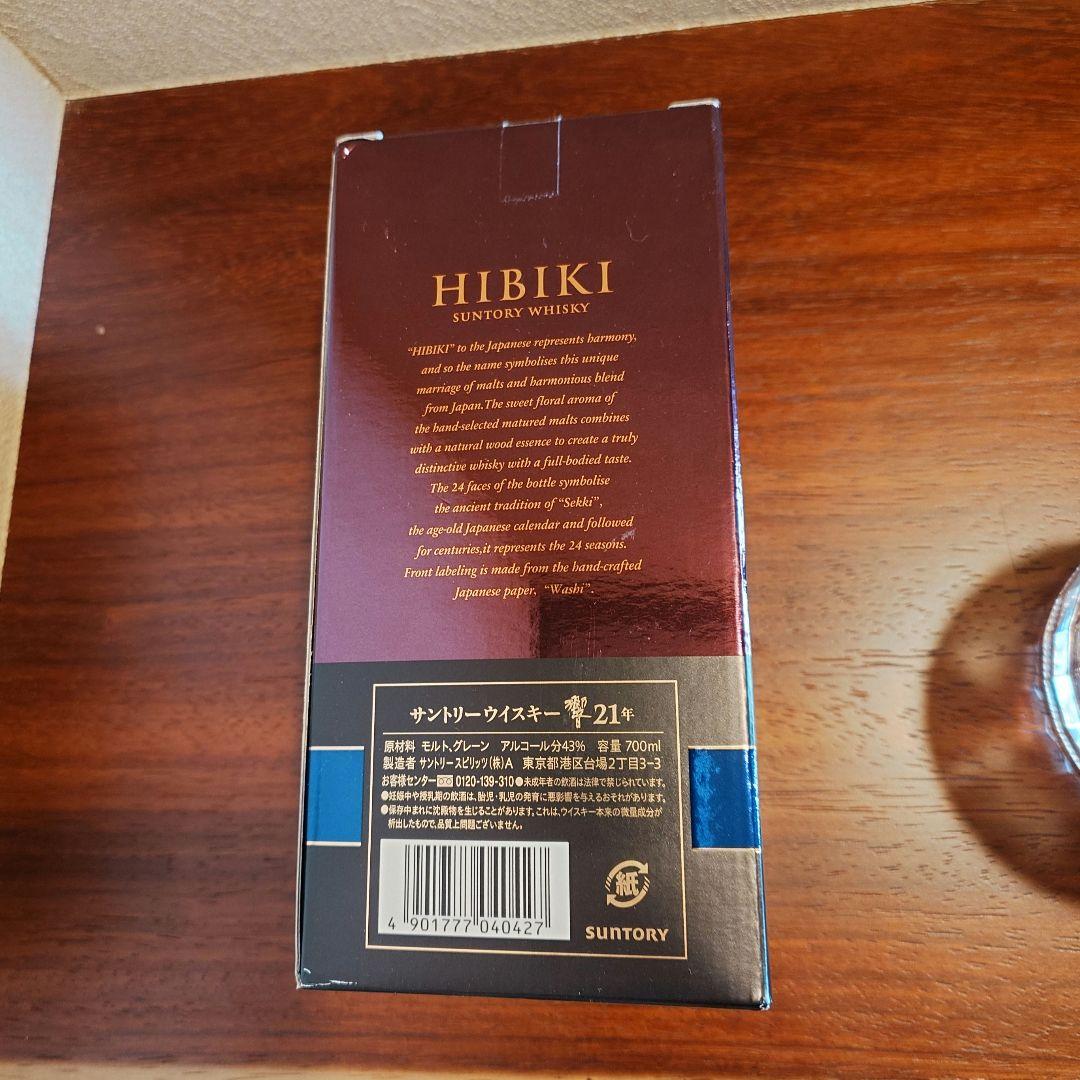 HIBIKI
SUNTORY WHISKY
“HIBIKI” to the Japanese represents harmony,
and so the name symbolises this unique
marriage of malts and harmonious blend
from Japan.The sweet floral aroma of
the hand-selected matured malts combines
with a natural wood essence to create a truly
distinctive whisky with a full-bodied taste.
The 24 faces of the bottle symbolise
the ancient tradition of “Sekki”,
the age-old Japanese calendar and followed
for centuries,it represents the 24 seasons.
Front labeling is made from the hand-crafted
Japanese paper, “Washi”.
サントリーウイスキー 響 21年
原材料 モルト、グレーン アルコール分43% 容量 700ml
製造者 サントリースピリッツ(株)A 東京都港区台場2丁目3-3
お客様センター 0120-139-310●未成年者の飲酒は法律で禁じられています。
●妊娠中や授乳期の飲酒は、胎児・乳児の発育に悪影響を与えるおそれがあります。
●保存中まれに沈殿物を生じることがあります。これは、ウイスキー本来の微量成分が
析出したもので、品質上問題ございません。
4 901777 040427
紙
SUNTORY